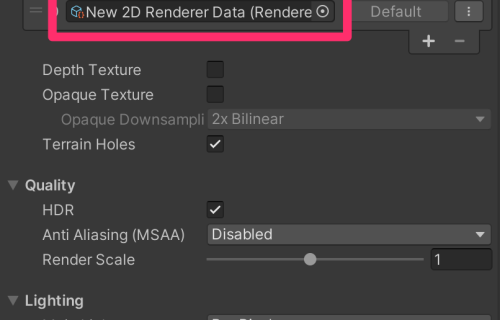 New 2D Renderer Data (Rendere
Default
+ −
Depth Texture
Opaque Texture
Opaque Downsampli 2x Bilinear
Terrain Holes
Quality
HDR
Anti Aliasing (MSAA) Disabled
Render Scale 1
Lighting